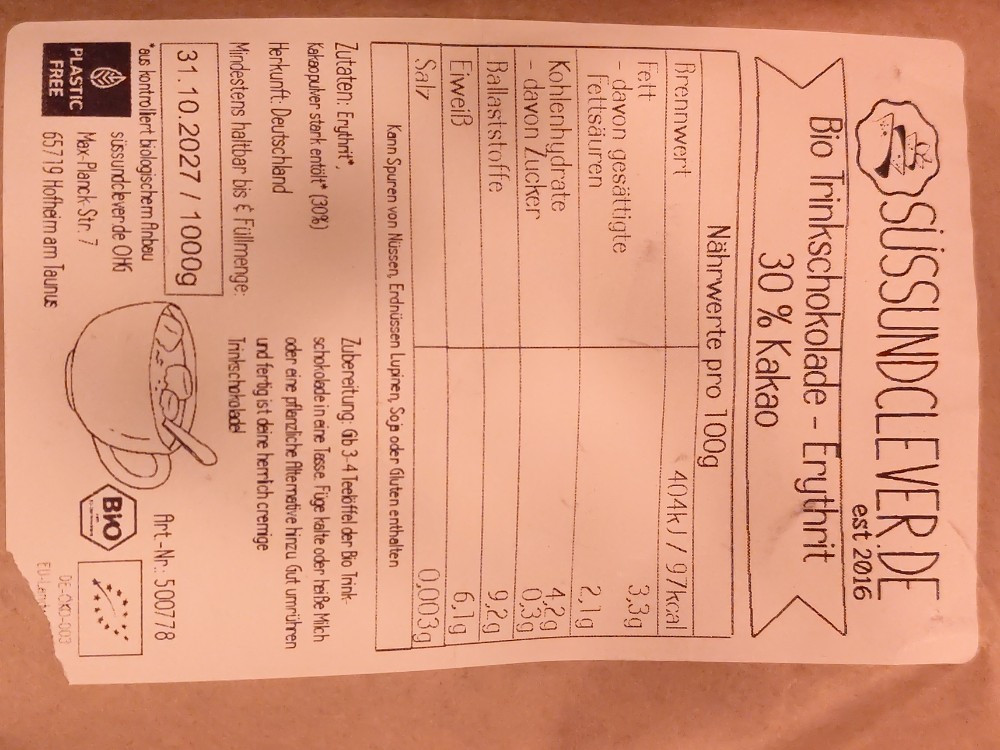 SÜSSUNDCLEVER.DE
est 2016
Bio Trinkschokolade - Erythrit
30 % Kakao
Nährwerte pro 100g
Brennwert 404kJ / 97kcal
Fett 3,3g
- davon gesättigte
Fettsäuren 2,1g
Kohlenhydrate 4,2g
- davon Zucker 0,3g
Ballaststoffe 9,2g
Eiweiß 6,1g
Salz 0,003g
Kann Spuren von Nüssen, Erdnüssen Lupinen, Soja oder Gluten enthalten
Zutaten: Erythrit*,
Kakaopulver stark entölt* (30%)
Herkunft: Deutschland
Mindestens haltbar bis & Füllmenge:
31.10.2027 / 1000g
*aus kontrolliert biologischem Anbau
süssundclever.de OHG
Max-Planck Str. 7
65719 Hofheim am Taunus
PLASTIC
FREE
Zubereitung: Gib 3-4 Teelöffel der Bio Trink-
schokolade in eine Tasse. Füge kalte oder heiße Milch
oder eine pflanzliche Alternative hinzu. Gut umrühren
und fertig ist deine herrlich cremige
Trinkschokolade!
Art-Nr.: 500778
BIO
DE-ÖKO-003